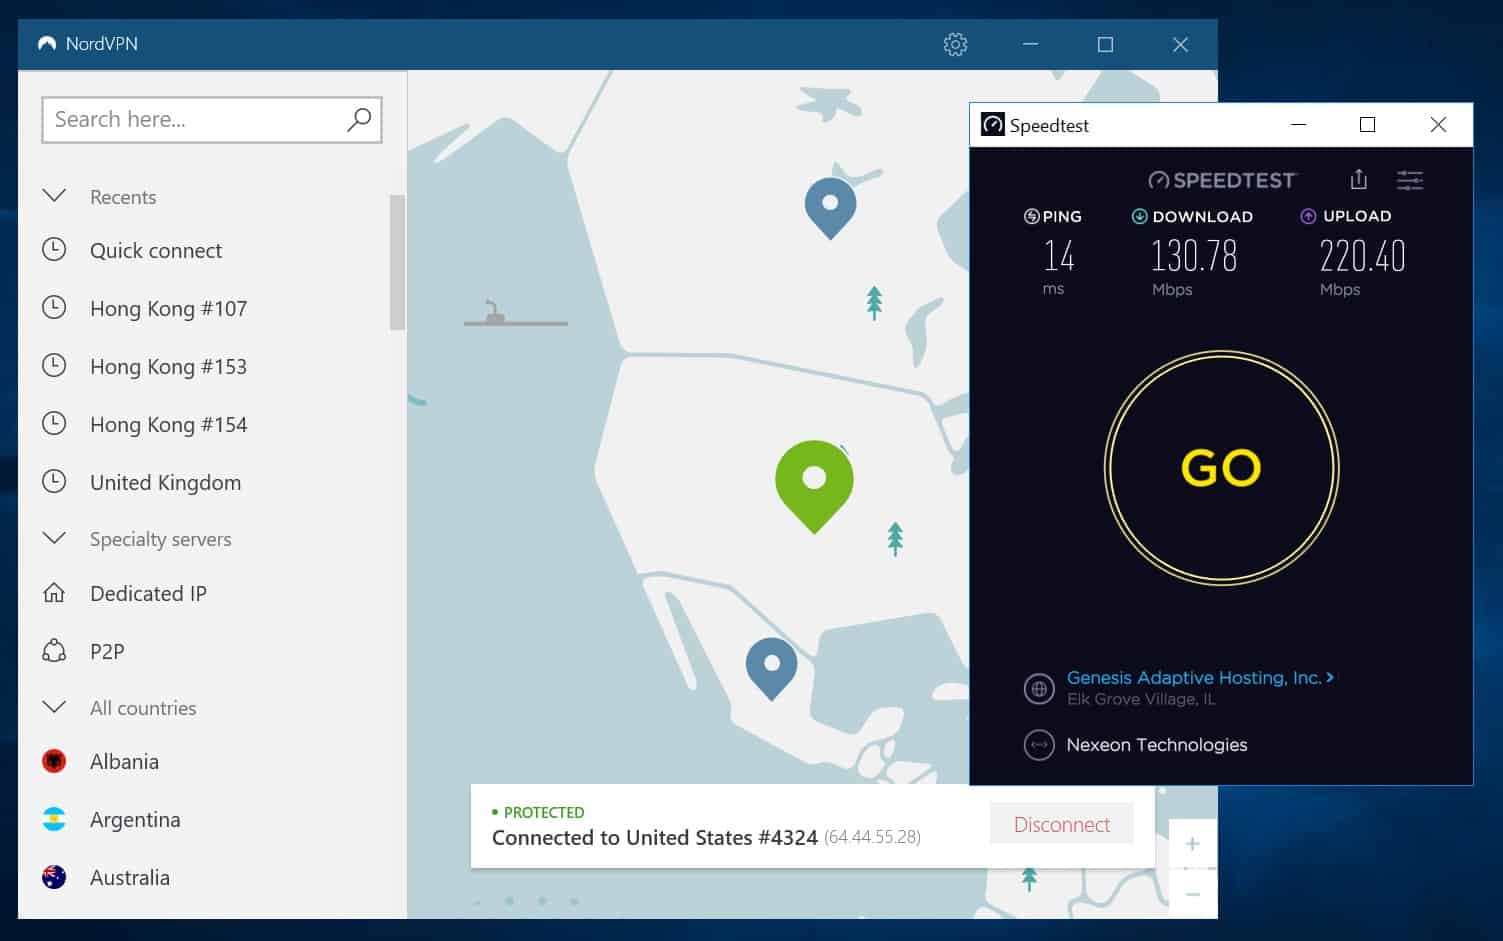 NordVPN
Search here...
Recents
Quick connect
Hong Kong #107
Hong Kong #153
Hong Kong #154
United Kingdom
Specialty servers
Dedicated IP
P2P
All countries
Albania
Argentina
Australia
PROTECTED
Connected to United States #4324 (64.44.55.28)
Disconnect
+
−
Speedtest
SPEEDTEST
PING DOWNLOAD UPLOAD
14 130.78 220.40
ms Mbps Mbps
GO
Genesis Adaptive Hosting, Inc. >
Elk Grove Village, IL
Nexeon Technologies